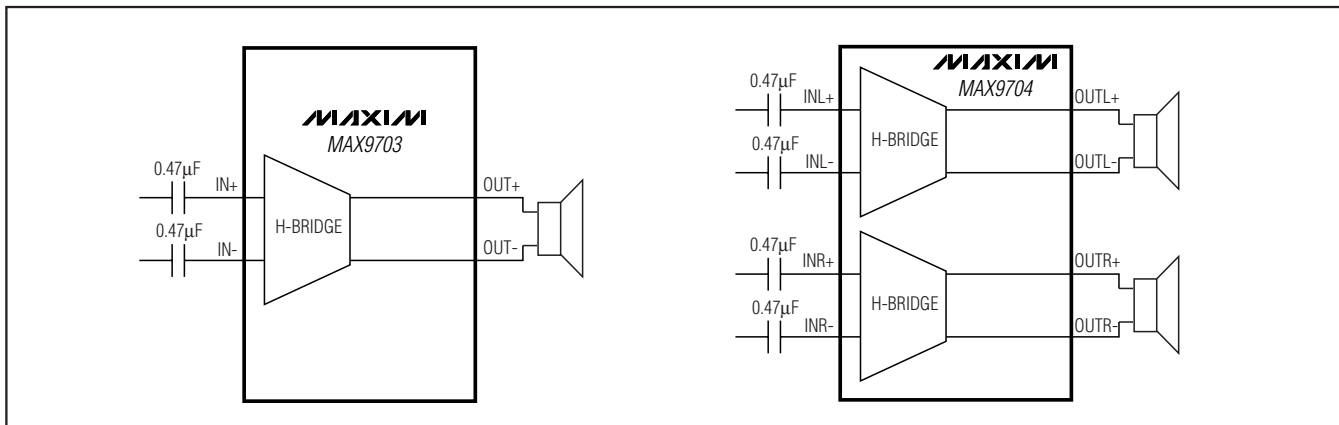 MAXIM
MAX9703
0.47µF
IN+
0.47µF
IN-
H-BRIDGE
OUT+
OUT-
MAXIM
MAX9704
0.47µF
INL+
0.47µF
INL-
H-BRIDGE
OUTL+
OUTL-
0.47µF
INR+
0.47µF
INR-
H-BRIDGE
OUTR+
OUTR-